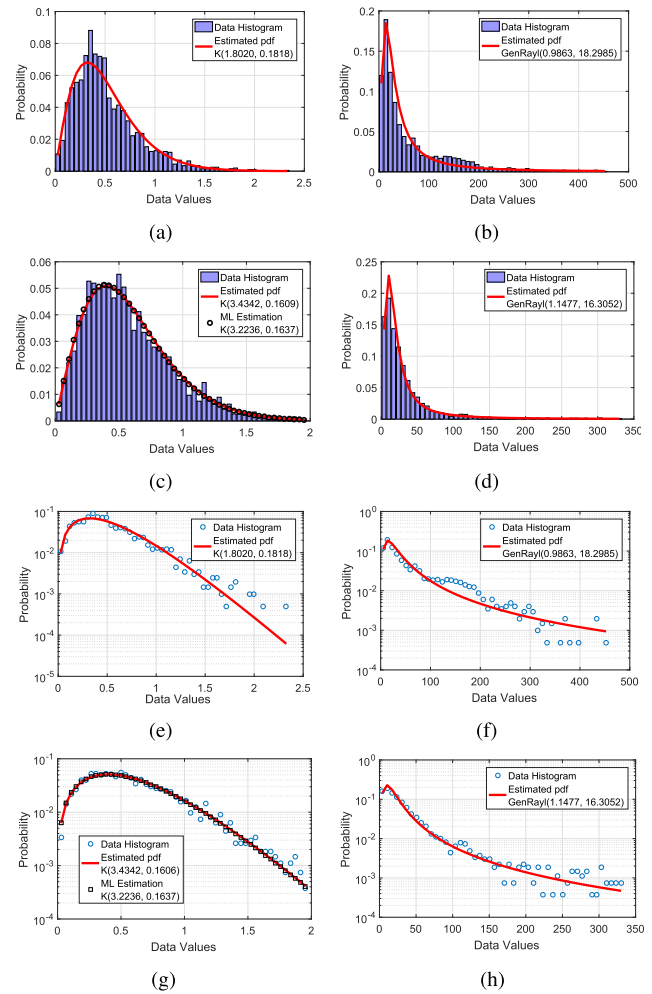 0.1
0.08
0.06
0.04
0.02
0
Probability
Data Histogram
Estimated pdf
K(1.8020, 0.1818)
0 0.5 1 1.5 2 2.5
Data Values
(a)
0.2
0.15
0.1
0.05
0
Probability
Data Histogram
Estimated pdf
GenRayl(0.9863, 18.2985)
0 100 200 300 400 500
Data Values
(b)
0.06
0.05
0.04
0.03
0.02
0.01
0
Probability
Data Histogram
Estimated pdf
K(3.4342, 0.1609)
ML Estimation
K(3.2236, 0.1637)
0 0.5 1 1.5 2
Data Values
(c)
0.25
0.2
0.15
0.1
0.05
0
Probability
Data Histogram
Estimated pdf
GenRayl(1.1477, 16.3052)
0 50 100 150 200 250 300 35
Data Values
(d)
10-1
10-2
10-3
10-4
10-5
Probability
Data Histogram
Estimated pdf
K(1.8020, 0.1818)
0 0.5 1 1.5 2 2.5
Data Values
(e)
100
10-1
10-2
10-3
10-4
Probability
Data Histogram
Estimated pdf
GenRayl(0.9863, 18.2985)
0 100 200 300 400 500
Data Values
(f)
10-1
10-2
10-3
10-4
Probability
Data Histogram
Estimated pdf
K(3.4342, 0.1606)
ML Estimation
K(3.2236, 0.1637)
0 0.5 1 1.5 2
Data Values
(g)
100
10-1
10-2
10-3
10-4
Probability
Data Histogram
Estimated pdf
GenRayl(1.1477, 16.3052)
0 50 100 150 200 250 300 350
Data Values
(h)